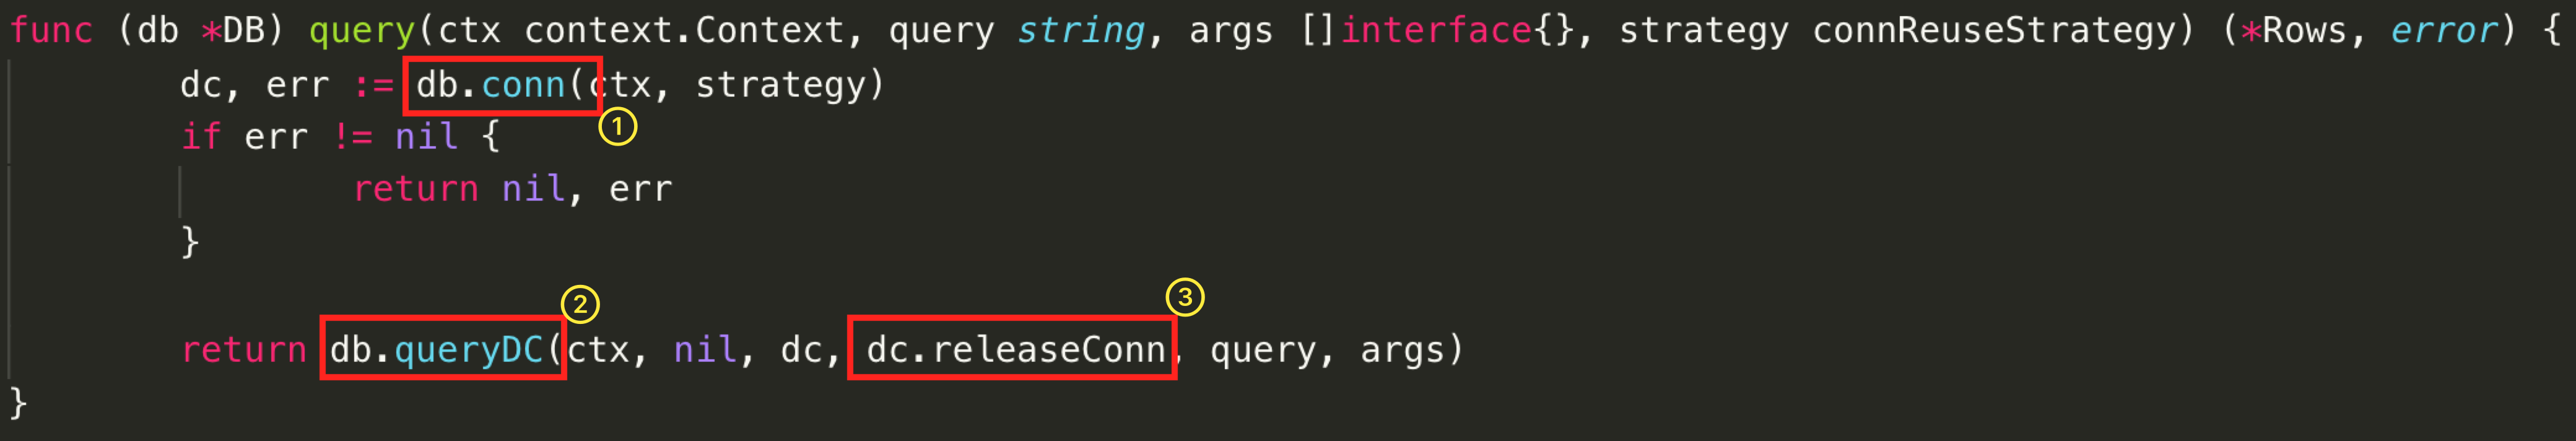 func (db *DB) query(ctx context.Context, query string, args []interface{}, strategy connReuseStrategy) (*Rows, error) {
dc, err := db.conn(ctx, strategy)
①
if err != nil {
return nil, err
}
② ③
return db.queryDC(ctx, nil, dc, dc.releaseConn, query, args)
}